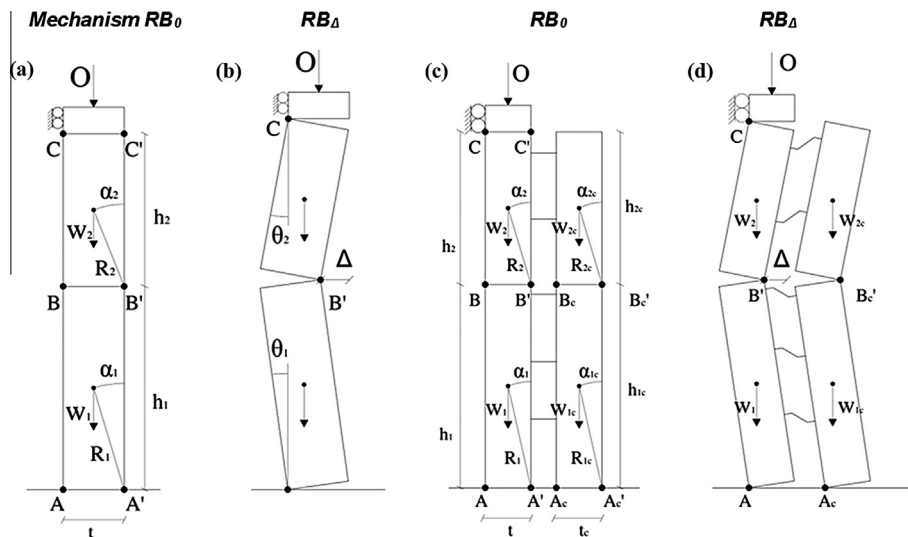 Mechanism RB₀
RB_Δ
RB₀
RB_Δ
(a)
O
C
C'
α₂
W₂
R₂
h₂
B
B'
α₁
W₁
R₁
h₁
A
A'
t
(b)
O
C
θ₂
Δ
B'
θ₁
(c)
O
C
C'
α₂
α₂c
h₂
W₂
W₂c
h₂c
R₂
R₂c
B
B'
Bc
Bc'
α₁
α₁c
W₁
W₁c
h₁
h₁c
R₁
R₁c
A
A'
Ac
Ac'
t
tc
(d)
O
C
W₂
W₂c
Δ
B'
Bc'
W₁
W₁c
A
Ac